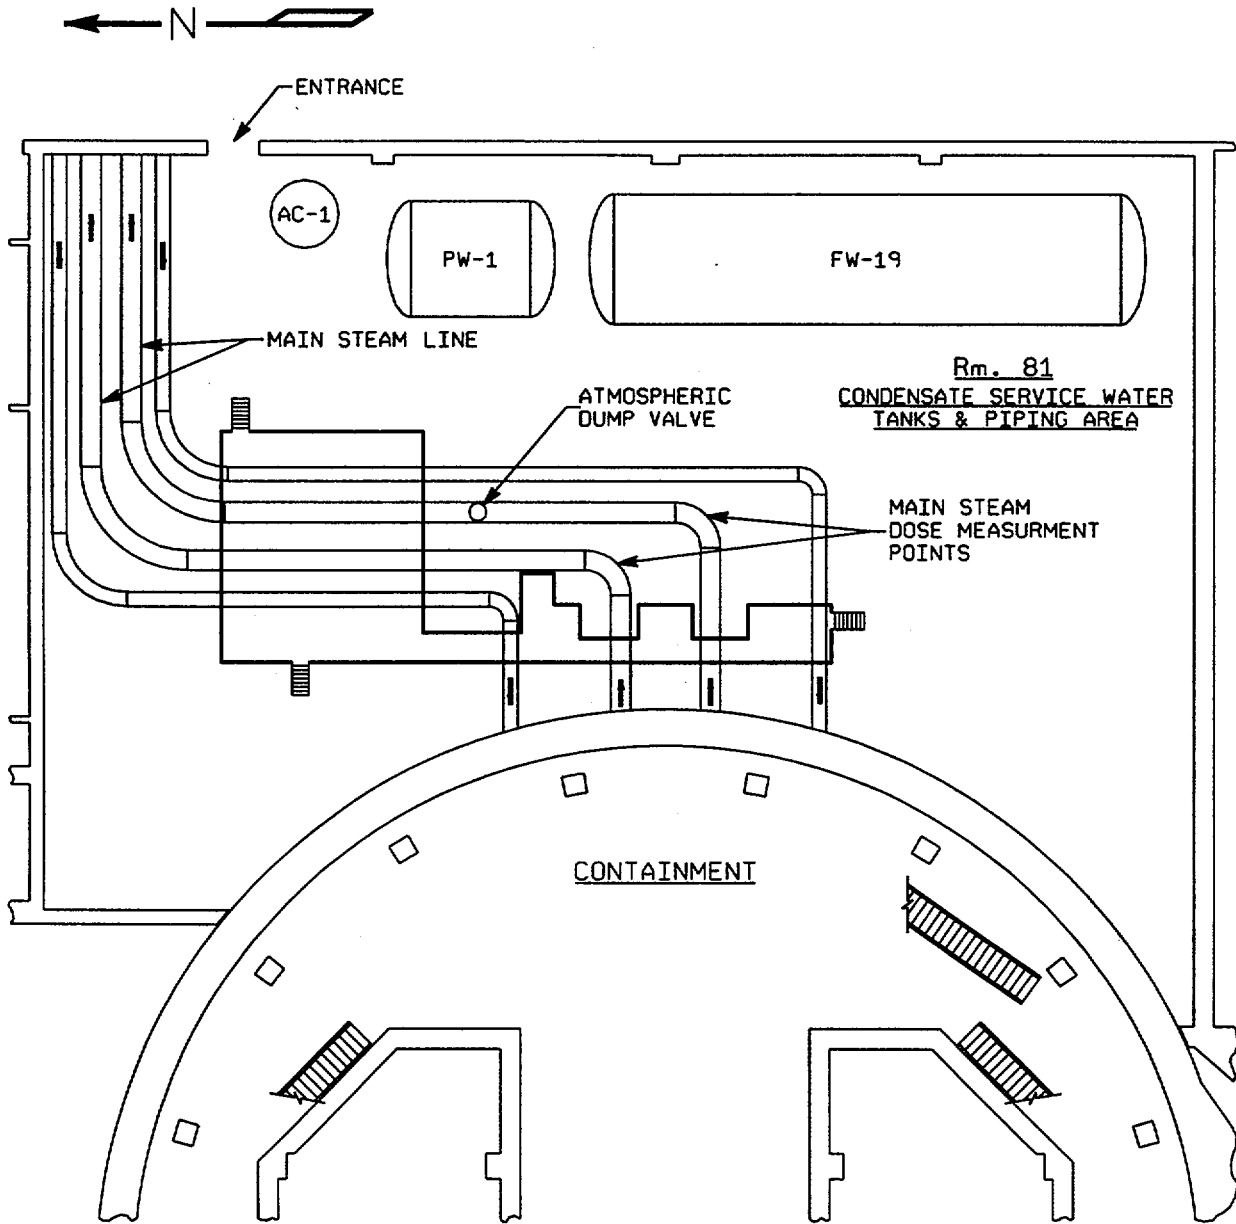 N
ENTRANCE
AC-1
PW-1
FW-19
MAIN STEAM LINE
Rm. 81
CONDENSATE SERVICE WATER
TANKS & PIPING AREA
ATMOSPHERIC
DUMP VALVE
MAIN STEAM
DOSE MEASURMENT
POINTS
CONTAINMENT